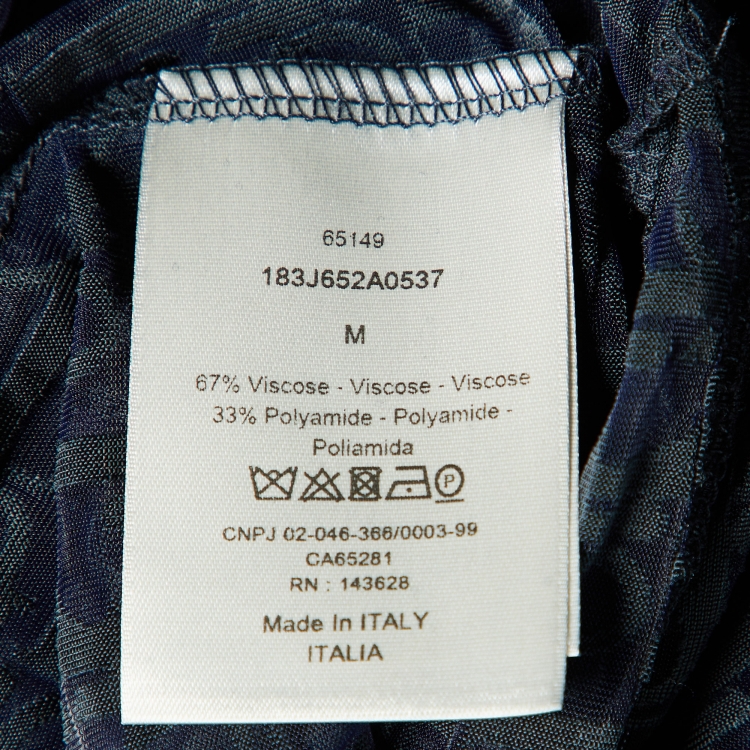 65149
183J652A0537
M
67% Viscose - Viscose - Viscose
33% Polyamide - Polyamide -
Poliamida
P
CNPJ 02-046-366/0003-99
CA65281
RN : 143628
Made In ITALY
ITALIA